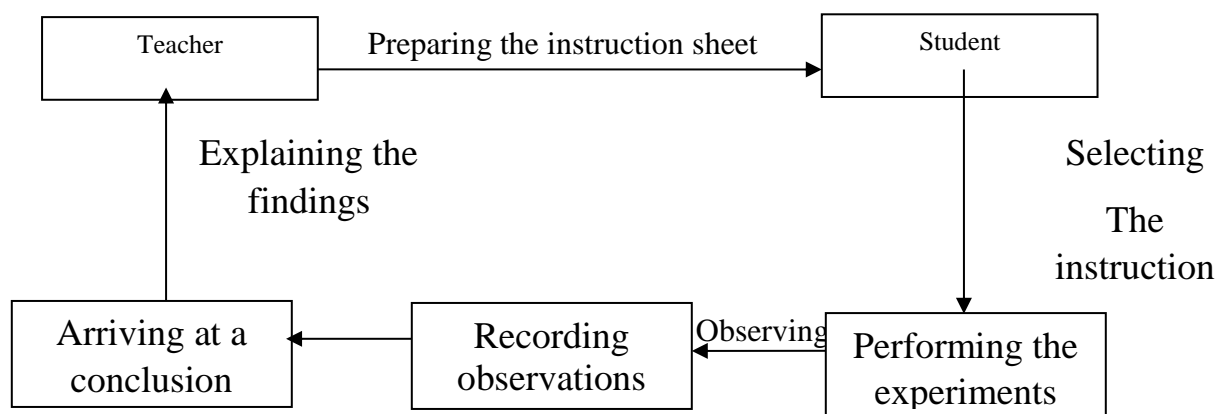 Teacher
Preparing the instruction sheet
Student
Explaining the
findings
Selecting
The
instruction
Arriving at a
conclusion
Recording
observations
Observing
Performing the
experiments